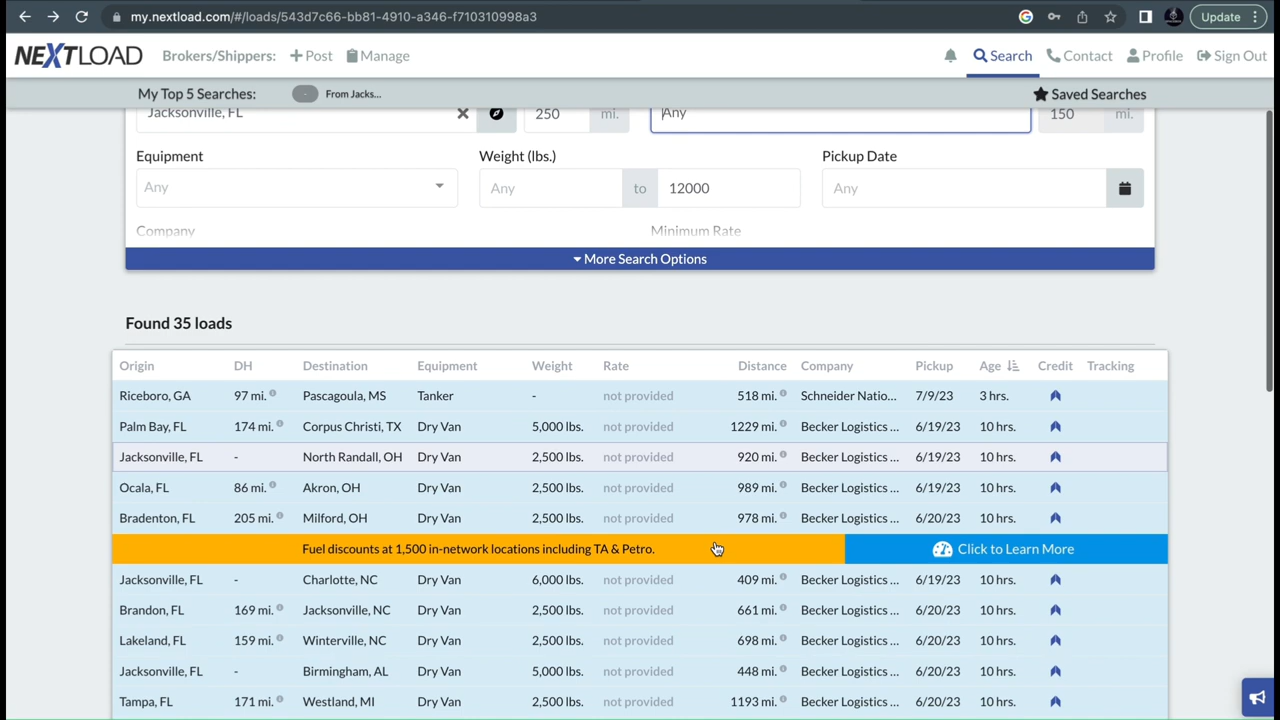 my.nextload.com/#/loads/543d7c66-bb81-4910-a346-f710310998a3 Update
NEXTLOAD Brokers/Shippers: Post Manage Search Contact Profile Sign Out
My Top 5 Searches: - From Jacks... Saved Searches
Jacksonville, FL 250 mi. Any 150 mi.
Equipment Weight (lbs.) Pickup Date
Any Any to 12000 Any
Company Minimum Rate
More Search Options
Found 35 loads
Origin DH Destination Equipment Weight Rate Distance Company Pickup Age Credit Tracking
Riceboro, GA 97 mi. Pascagoula, MS Tanker - not provided 518 mi. Schneider Natio... 7/9/23 3 hrs.
Palm Bay, FL 174 mi. Corpus Christi, TX Dry Van 5,000 lbs. not provided 1229 mi. Becker Logistics ... 6/19/23 10 hrs.
Jacksonville, FL - North Randall, OH Dry Van 2,500 lbs. not provided 920 mi. Becker Logistics ... 6/19/23 10 hrs.
Ocala, FL 86 mi. Akron, OH Dry Van 2,500 lbs. not provided 989 mi. Becker Logistics ... 6/19/23 10 hrs.
Bradenton, FL 205 mi. Milford, OH Dry Van 2,500 lbs. not provided 978 mi. Becker Logistics ... 6/20/23 10 hrs.
Fuel discounts at 1,500 in-network locations including TA & Petro. Click to Learn More
Jacksonville, FL - Charlotte, NC Dry Van 6,000 lbs. not provided 409 mi. Becker Logistics ... 6/19/23 10 hrs.
Brandon, FL 169 mi. Jacksonville, NC Dry Van 2,500 lbs. not provided 661 mi. Becker Logistics ... 6/20/23 10 hrs.
Lakeland, FL 159 mi. Winterville, NC Dry Van 2,500 lbs. not provided 698 mi. Becker Logistics ... 6/20/23 10 hrs.
Jacksonville, FL - Birmingham, AL Dry Van 5,000 lbs. not provided 448 mi. Becker Logistics ... 6/20/23 10 hrs.
Tampa, FL 171 mi. Westland, MI Dry Van 2,500 lbs. not provided 1193 mi. Becker Logistics ... 6/20/23 10 hrs.